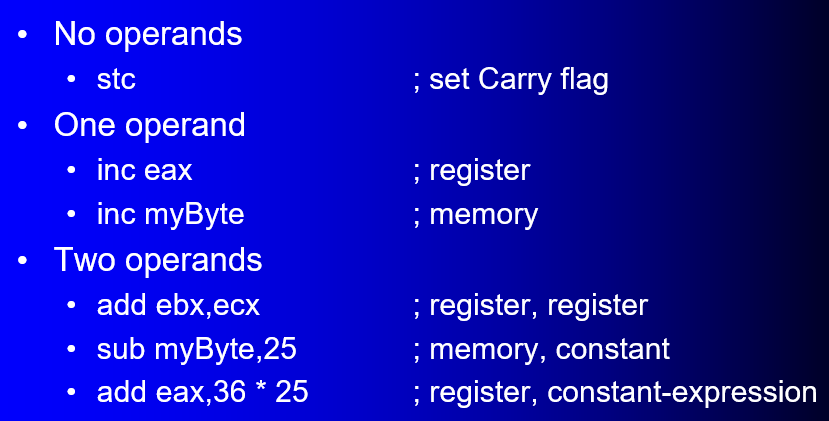 • No operands
• stc ; set Carry flag
• One operand
• inc eax ; register
• inc myByte ; memory
• Two operands
• add ebx,ecx ; register, register
• sub myByte,25 ; memory, constant
• add eax,36 * 25 ; register, constant-expression